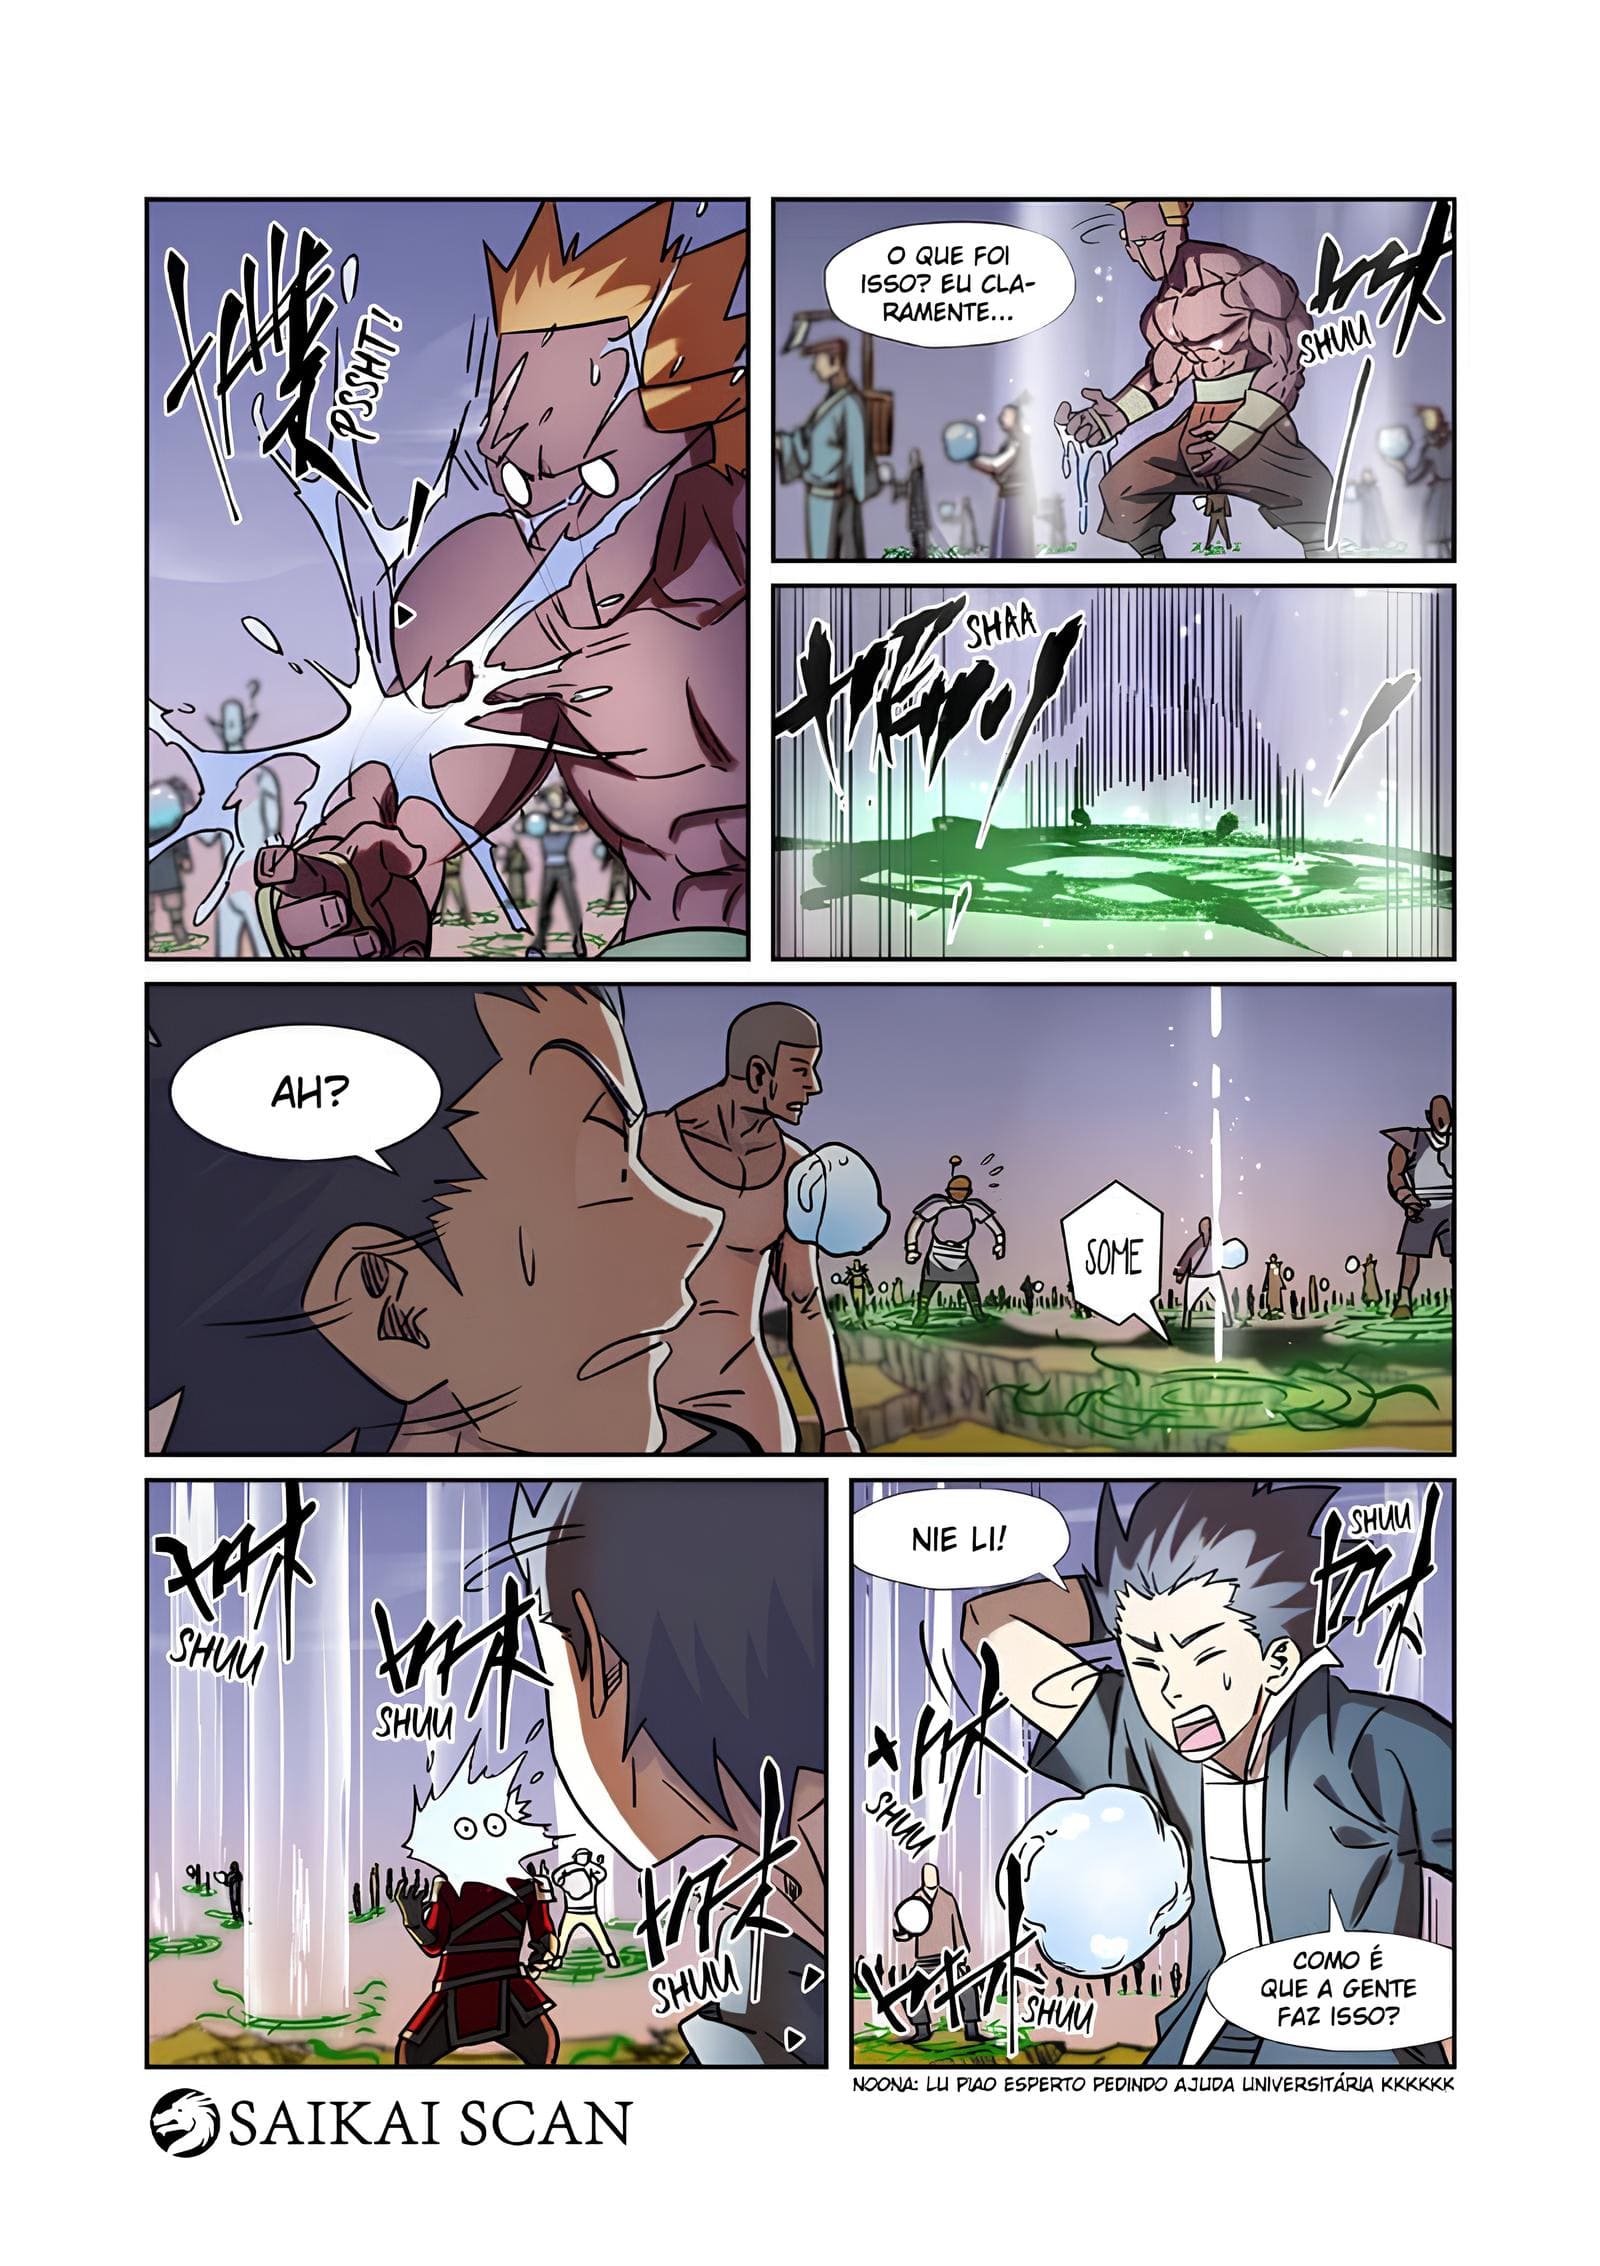 PSSHT!
O QUE FOI
ISSO? EU CLA-
RAMENTE...
SHUU
SHAA
AH?
SOME
SHUU
SHUU
SHUU
NIE LI!
SHUU
SHUU
SHUU
COMO É
QUE A GENTE
FAZ ISSO?
NOONA: LU PIAO ESPERTO PEDINDO AJUDA UNIVERSITÁRIA KKKKKK
SAIKAI SCAN